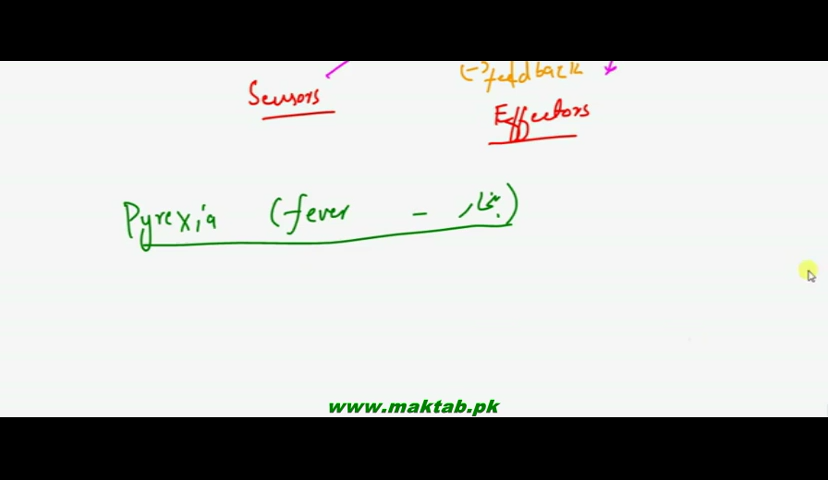 (-) feedback
Sensors
Effectors
Pyrexia (fever - بخار)
www.maktab.pk